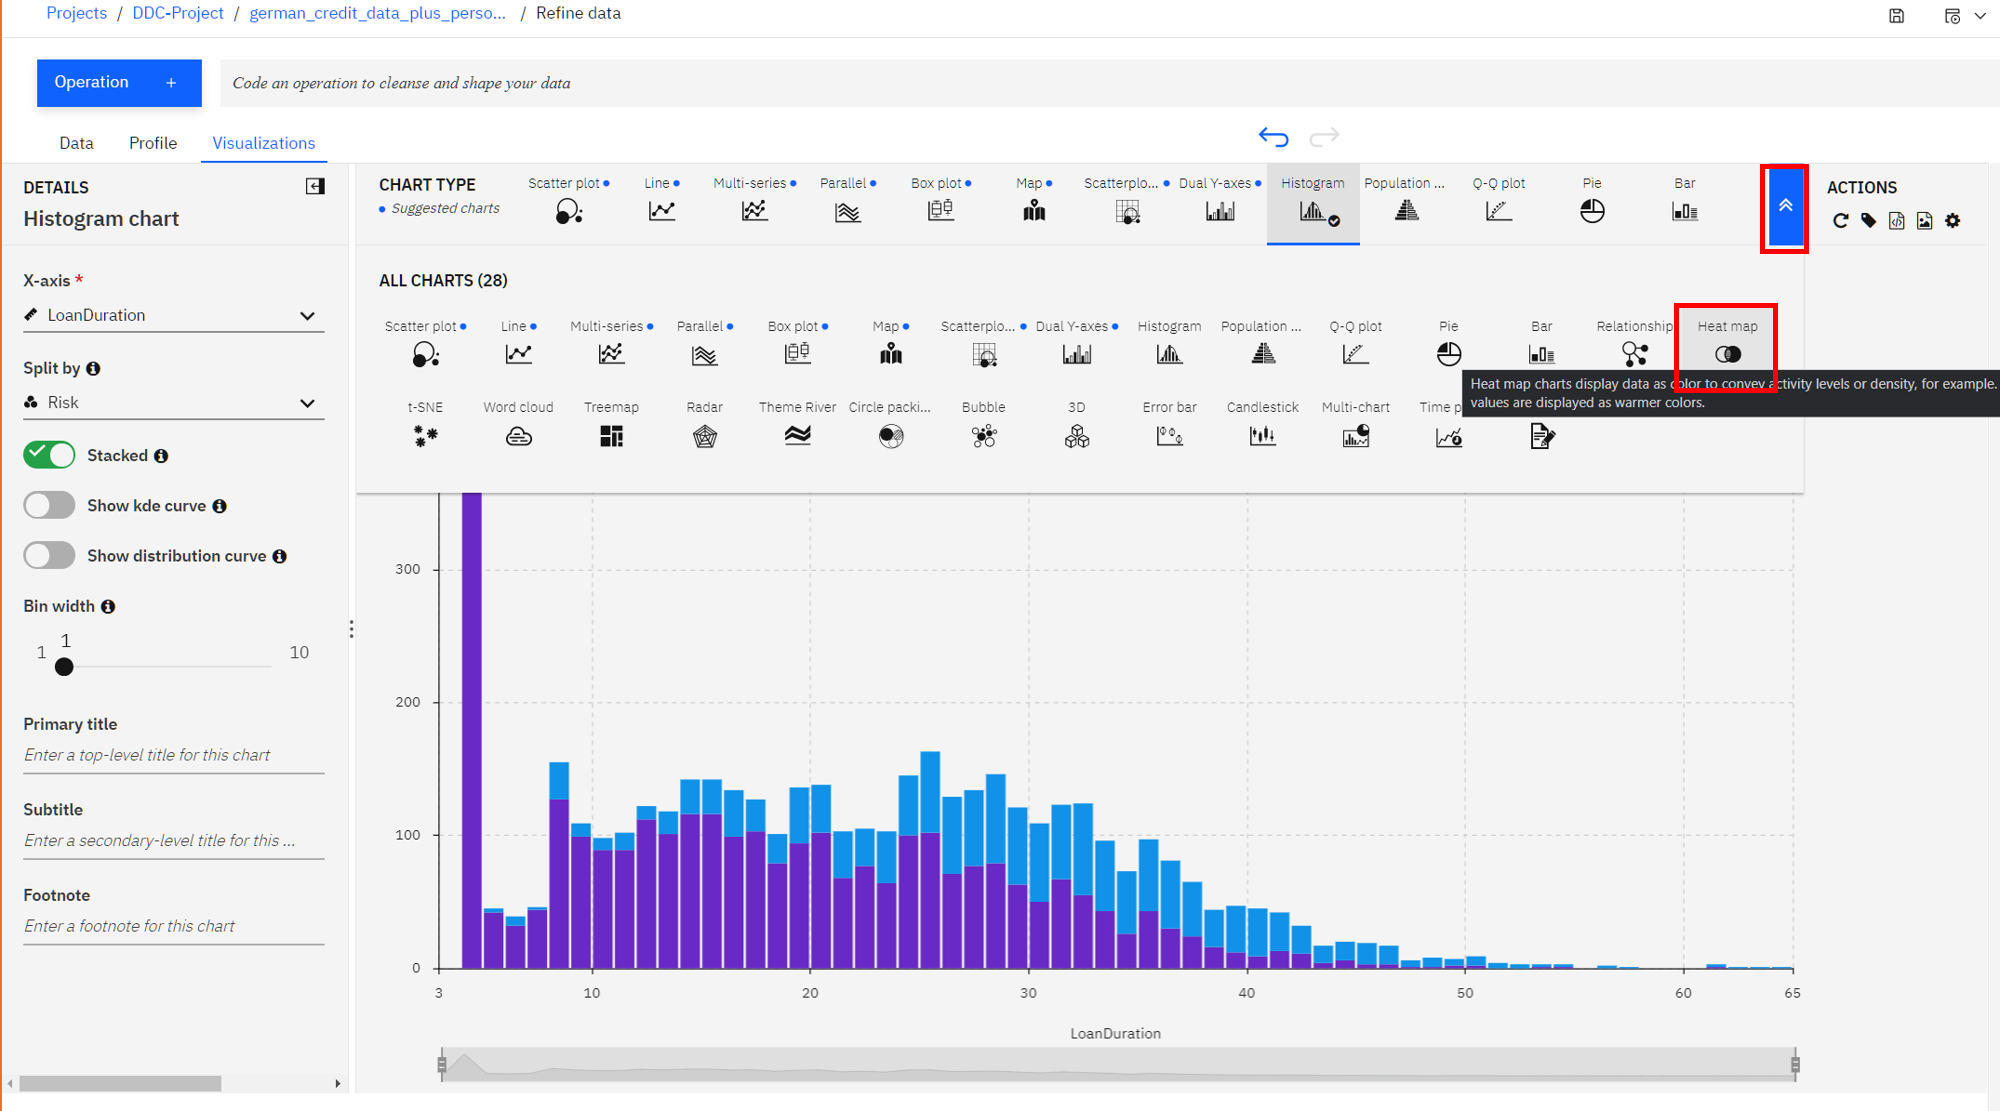 Projects / DDC-Project / german_credit_data_plus_perso... / Refine data
Operation +
Code an operation to cleanse and shape your data
Data Profile Visualizations
DETAILS
Histogram chart
X-axis *
LoanDuration
Split by
Risk
Stacked
Show kde curve
Show distribution curve
Bin width
1
1 10
Primary title
Enter a top-level title for this chart
Subtitle
Enter a secondary-level title for this ...
Footnote
Enter a footnote for this chart
CHART TYPE
Suggested charts
Scatter plot Line Multi-series Parallel Box plot Map Scatterplo... Dual Y-axes Histogram Population ... Q-Q plot Pie Bar
ACTIONS
ALL CHARTS (28)
Scatter plot Line Multi-series Parallel Box plot Map Scatterplo... Dual Y-axes Histogram Population ... Q-Q plot Pie Bar Relationship Heat map
Heat map charts display data as color to convey activity levels or density, for example.
values are displayed as warmer colors.
t-SNE Word cloud Treemap Radar Theme River Circle packi... Bubble 3D Error bar Candlestick Multi-chart Time p
300
200
100
0
3 10 20 30 40 50 60 65
LoanDuration